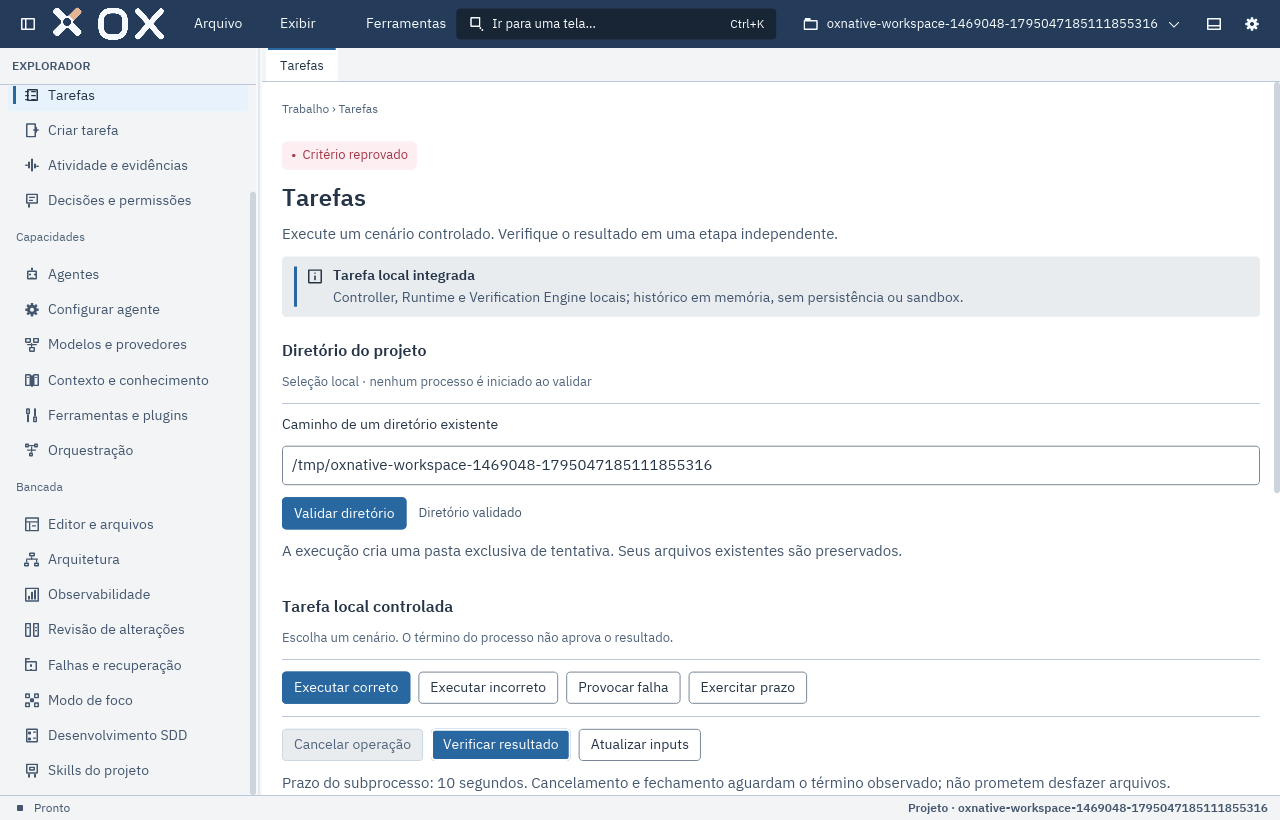 OX
Arquivo
Exibir
Ferramentas
Ir para uma tela...
Ctrl+K
oxnative-workspace-1469048-1795047185111855316
EXPLORADOR
Tarefas
Criar tarefa
Atividade e evidências
Decisões e permissões
Capacidades
Agentes
Configurar agente
Modelos e provedores
Contexto e conhecimento
Ferramentas e plugins
Orquestração
Bancada
Editor e arquivos
Arquitetura
Observabilidade
Revisão de alterações
Falhas e recuperação
Modo de foco
Desenvolvimento SDD
Skills do projeto
Tarefas
Trabalho › Tarefas
• Critério reprovado
Tarefas
Execute um cenário controlado. Verifique o resultado em uma etapa independente.
Tarefa local integrada
Controller, Runtime e Verification Engine locais; histórico em memória, sem persistência ou sandbox.
Diretório do projeto
Seleção local · nenhum processo é iniciado ao validar
Caminho de um diretório existente
/tmp/oxnative-workspace-1469048-1795047185111855316
Validar diretório
Diretório validado
A execução cria uma pasta exclusiva de tentativa. Seus arquivos existentes são preservados.
Tarefa local controlada
Escolha um cenário. O término do processo não aprova o resultado.
Executar correto
Executar incorreto
Provocar falha
Exercitar prazo
Cancelar operação
Verificar resultado
Atualizar inputs
Prazo do subprocesso: 10 segundos. Cancelamento e fechamento aguardam o término observado; não prometem desfazer arquivos.
Pronto
Projeto · oxnative-workspace-1469048-1795047185111855316